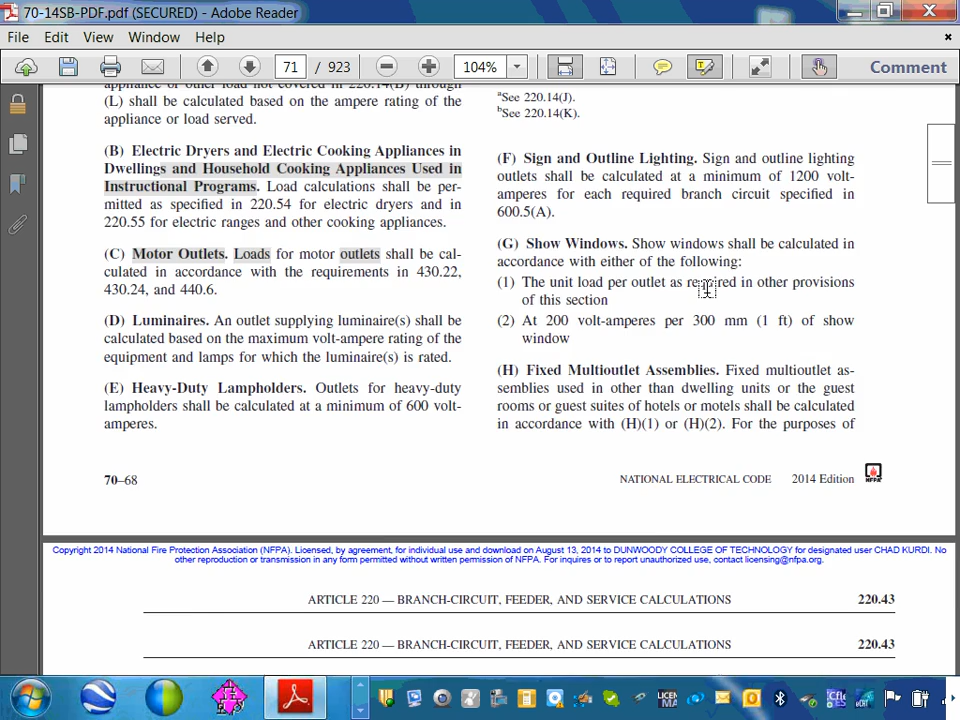 70-14SB-PDF.pdf (SECURED) - Adobe Reader
File Edit View Window Help
71 / 923 104% Comment
appliance or other load not covered in 220.14(B) through
(L) shall be calculated based on the ampere rating of the
appliance or load served.
(B) Electric Dryers and Electric Cooking Appliances in
Dwellings and Household Cooking Appliances Used in
Instructional Programs. Load calculations shall be per-
mitted as specified in 220.54 for electric dryers and in
220.55 for electric ranges and other cooking appliances.
(C) Motor Outlets. Loads for motor outlets shall be cal-
culated in accordance with the requirements in 430.22,
430.24, and 440.6.
(D) Luminaires. An outlet supplying luminaire(s) shall be
calculated based on the maximum volt-ampere rating of the
equipment and lamps for which the luminaire(s) is rated.
(E) Heavy-Duty Lampholders. Outlets for heavy-duty
lampholders shall be calculated at a minimum of 600 volt-
amperes.
aSee 220.14(J).
bSee 220.14(K).
(F) Sign and Outline Lighting. Sign and outline lighting
outlets shall be calculated at a minimum of 1200 volt-
amperes for each required branch circuit specified in
600.5(A).
(G) Show Windows. Show windows shall be calculated in
accordance with either of the following:
(1) The unit load per outlet as required in other provisions
of this section
(2) At 200 volt-amperes per 300 mm (1 ft) of show
window
(H) Fixed Multioutlet Assemblies. Fixed multioutlet as-
semblies used in other than dwelling units or the guest
rooms or guest suites of hotels or motels shall be calculated
in accordance with (H)(1) or (H)(2). For the purposes of
70–68 NATIONAL ELECTRICAL CODE 2014 Edition
NFPA
Copyright 2014 National Fire Protection Association (NFPA). Licensed, by agreement, for individual use and download on August 13, 2014 to DUNWOODY COLLEGE OF TECHNOLOGY for designated user CHAD KURDI. No
other reproduction or transmission in any form permitted without written permission of NFPA. For inquires or to report unauthorized use, contact licensing@nfpa.org.
ARTICLE 220 — BRANCH-CIRCUIT, FEEDER, AND SERVICE CALCULATIONS 220.43
ARTICLE 220 — BRANCH-CIRCUIT, FEEDER, AND SERVICE CALCULATIONS 220.43